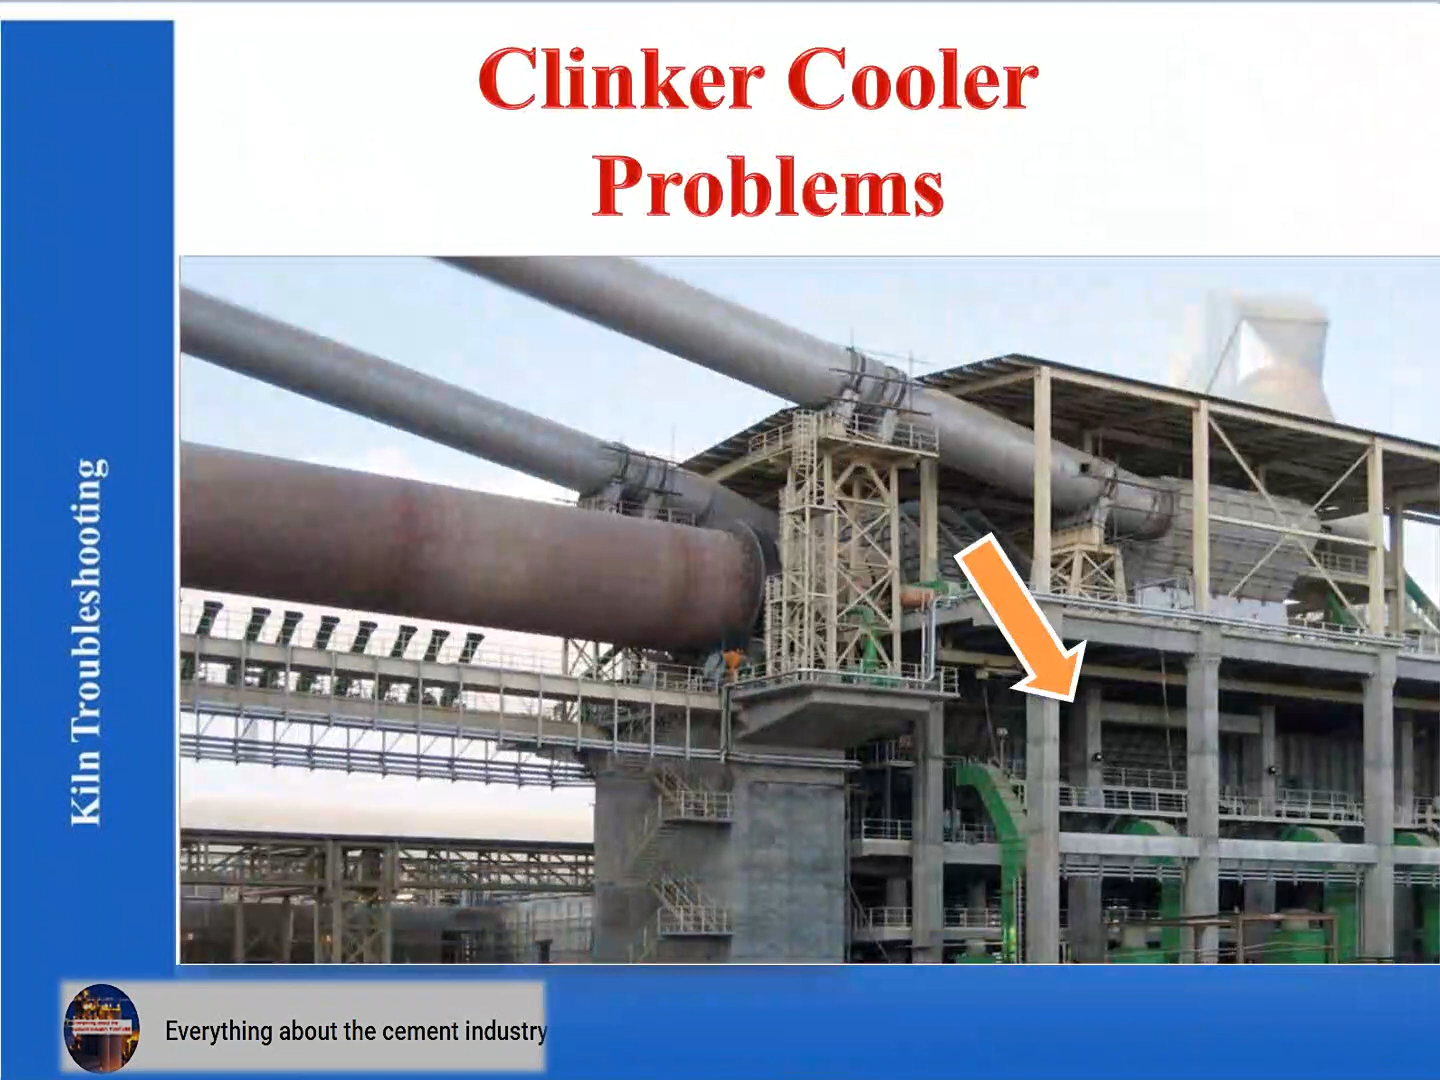 Clinker Cooler
Problems
Kiln Troubleshooting
Everything about the cement industry